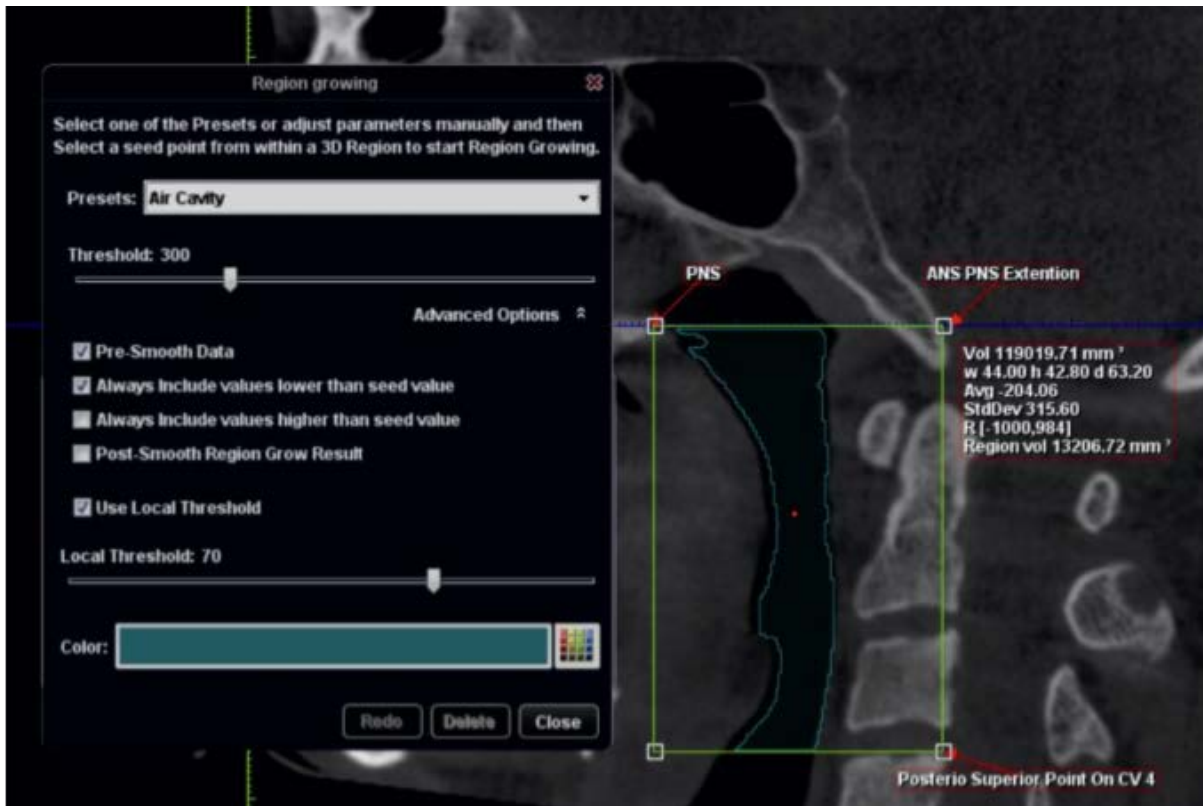 Region growing
Select one of the Presets or adjust parameters manually and then
Select a seed point from within a 3D Region to start Region Growing.
Presets: Air Cavity
Threshold: 300
Advanced Options
Pre-Smooth Data
Always Include values lower than seed value
Always Include values higher than seed value
Post-Smooth Region Grow Result
Use Local Threshold
Local Threshold: 70
Color:
Redo Delete Close
PNS
ANS PNS Extention
Vol 119019.71 mm ³
w 44.00 h 42.80 d 63.20
Avg -204.06
StdDev 315.60
R [-1000,984]
Region vol 13206.72 mm ³
Posterio Superior Point On CV 4